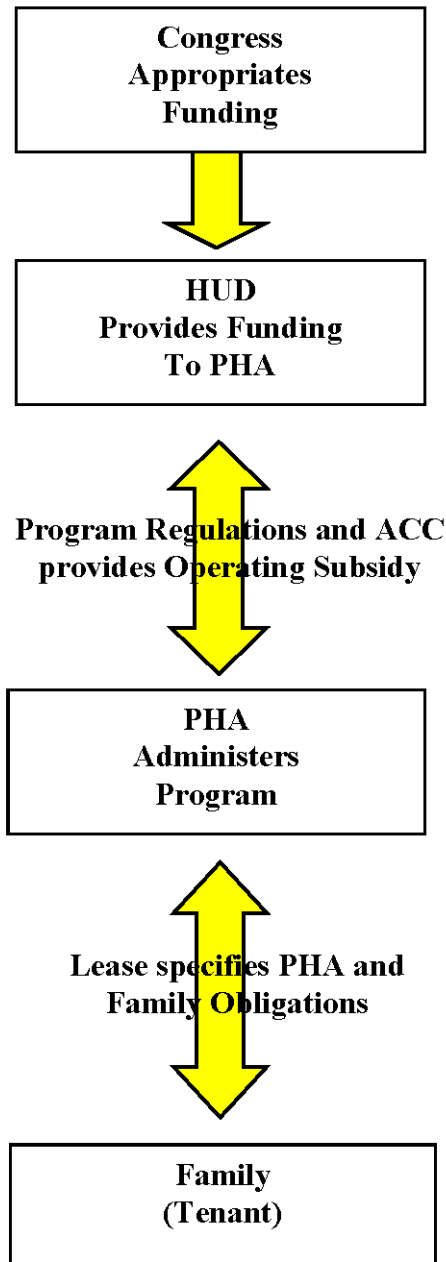 Congress
Appropriates
Funding
HUD
Provides Funding
To PHA
Program Regulations and ACC
provides Operating Subsidy
PHA
Administers
Program
Lease specifies PHA and
Family Obligations
Family
(Tenant)